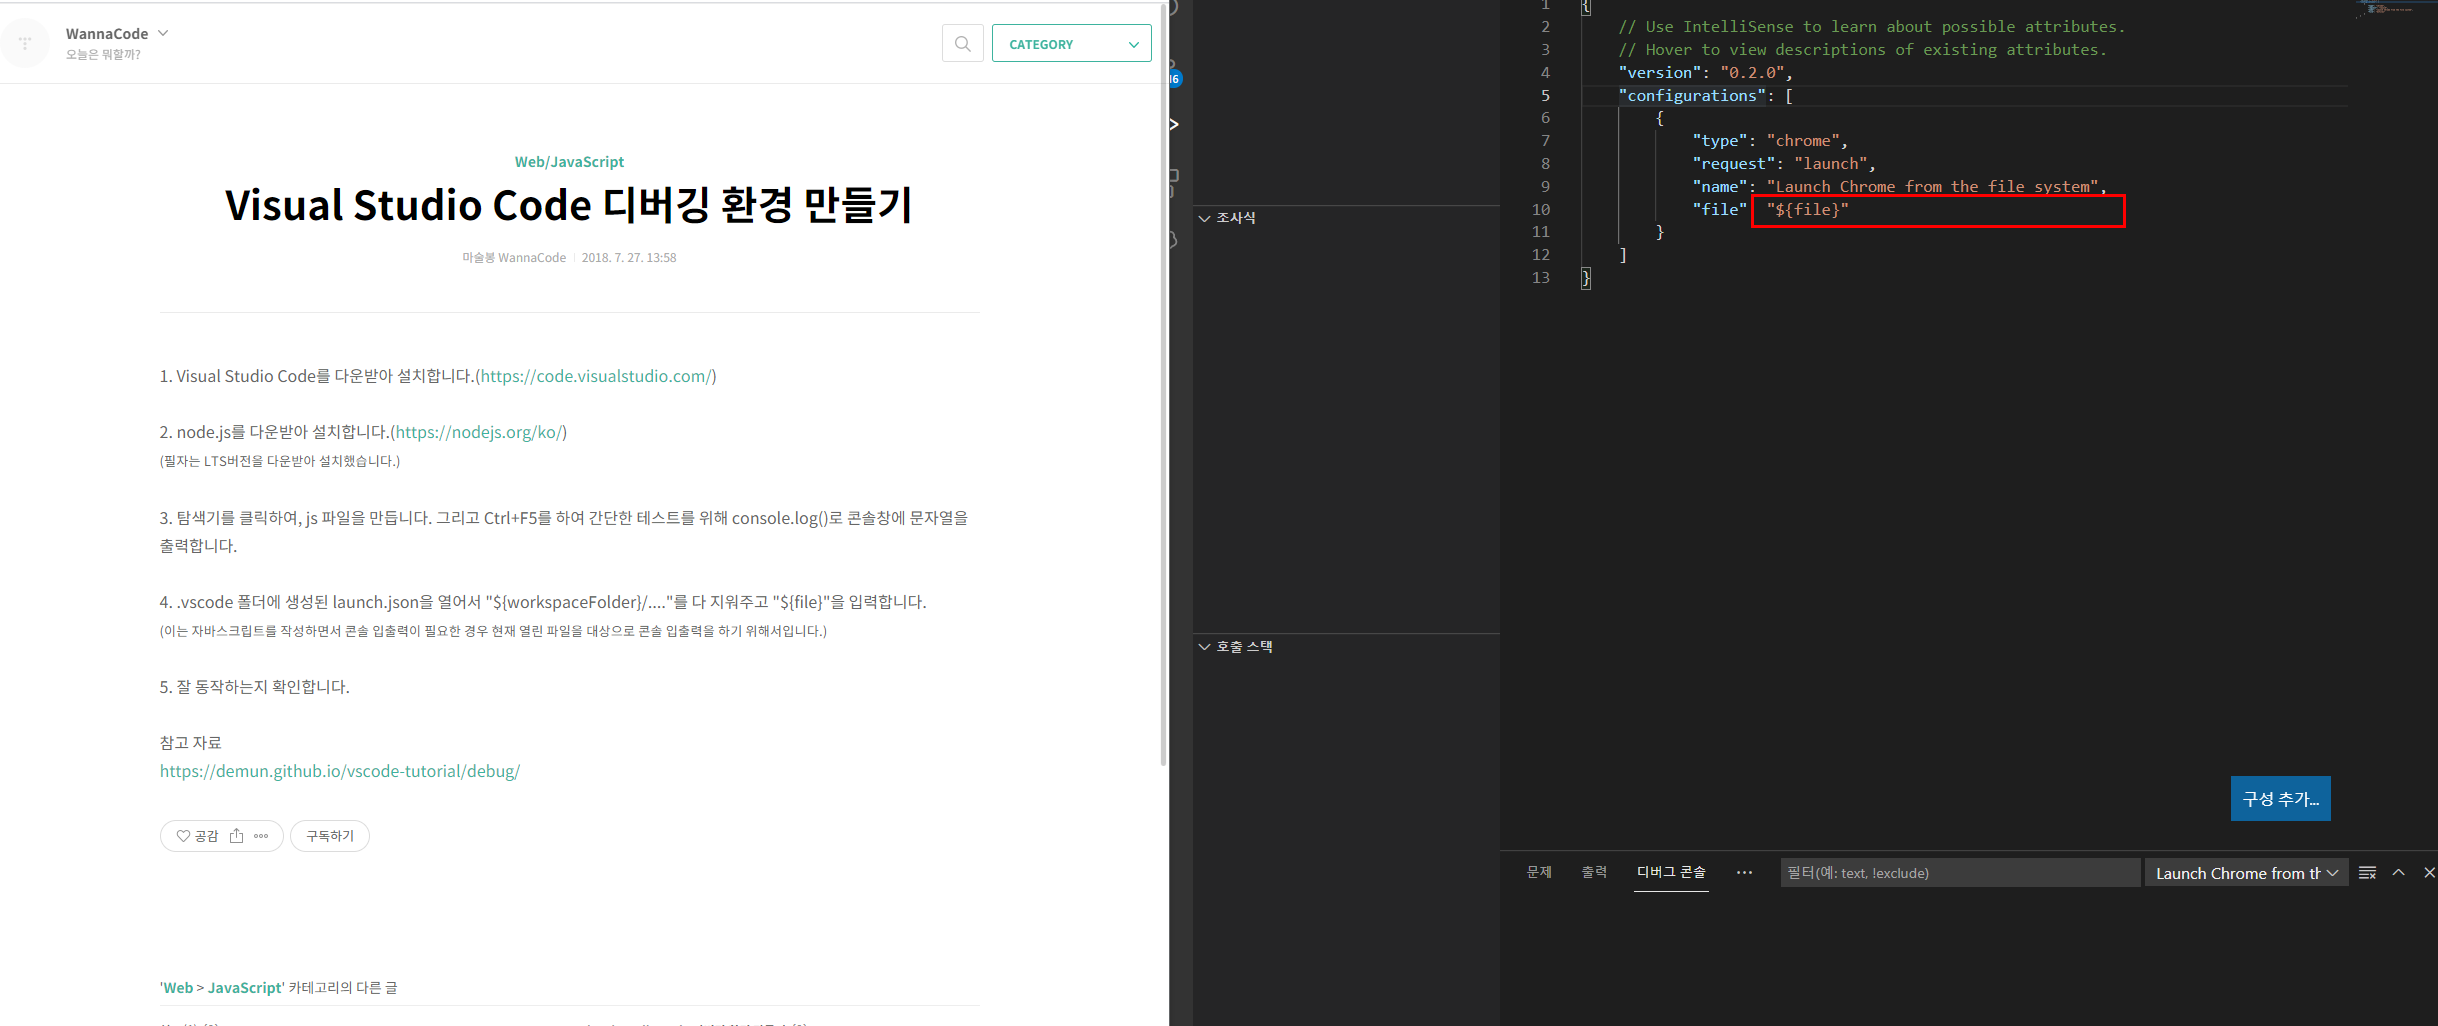 WannaCode
오늘은 뭐할까?
CATEGORY
Web/JavaScript
Visual Studio Code 디버깅 환경 만들기
마술봉 WannaCode 2018. 7. 27. 13:58
1. Visual Studio Code를 다운받아 설치합니다.(https://code.visualstudio.com/)
2. node.js를 다운받아 설치합니다.(https://nodejs.org/ko/)
(필자는 LTS버전을 다운받아 설치했습니다.)
3. 탐색기를 클릭하여, js 파일을 만듭니다. 그리고 Ctrl+F5를 하여 간단한 테스트를 위해 console.log()로 콘솔창에 문자열을
출력합니다.
4. .vscode 폴더에 생성된 launch.json을 열어서 "${workspaceFolder}/...."를 다 지워주고 "${file}"을 입력합니다.
(이는 자바스크립트를 작성하면서 콘솔 입출력이 필요한 경우 현재 열린 파일을 대상으로 콘솔 입출력을 하기 위해서입니다.)
5. 잘 동작하는지 확인합니다.
참고 자료
https://demun.github.io/vscode-tutorial/debug/
공감
구독하기
'Web > JavaScript' 카테고리의 다른 글
16
조사식
호출 스택
1 {
2 // Use IntelliSense to learn about possible attributes.
3 // Hover to view descriptions of existing attributes.
4 "version": "0.2.0",
5 "configurations": [
6 {
7 "type": "chrome",
8 "request": "launch",
9 "name": "Launch Chrome from the file system",
10 "file" "${file}"
11 }
12 ]
13 }
구성 추가...
문제 출력 디버그 콘솔 ··· 필터(예: text, !exclude) Launch Chrome from th